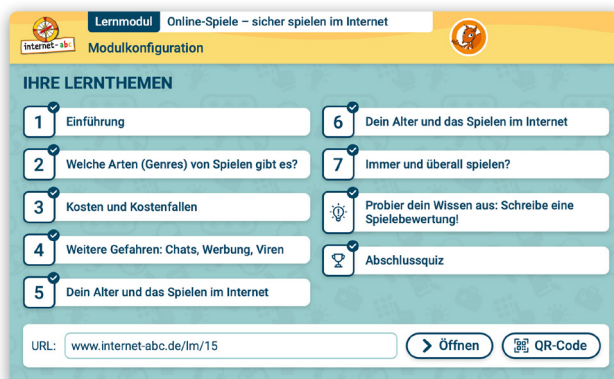 Lernmodul Online-Spiele – sicher spielen im Internet
internet-abc
Modulkonfiguration
IHRE LERNTHEMEN
1 Einführung
2 Welche Arten (Genres) von Spielen gibt es?
3 Kosten und Kostenfallen
4 Weitere Gefahren: Chats, Werbung, Viren
5 Dein Alter und das Spielen im Internet
6 Dein Alter und das Spielen im Internet
7 Immer und überall spielen?
Probier dein Wissen aus: Schreibe eine
Spielebewertung!
Abschlussquiz
URL: www.internet-abc.de/lm/15
Öffnen
QR-Code